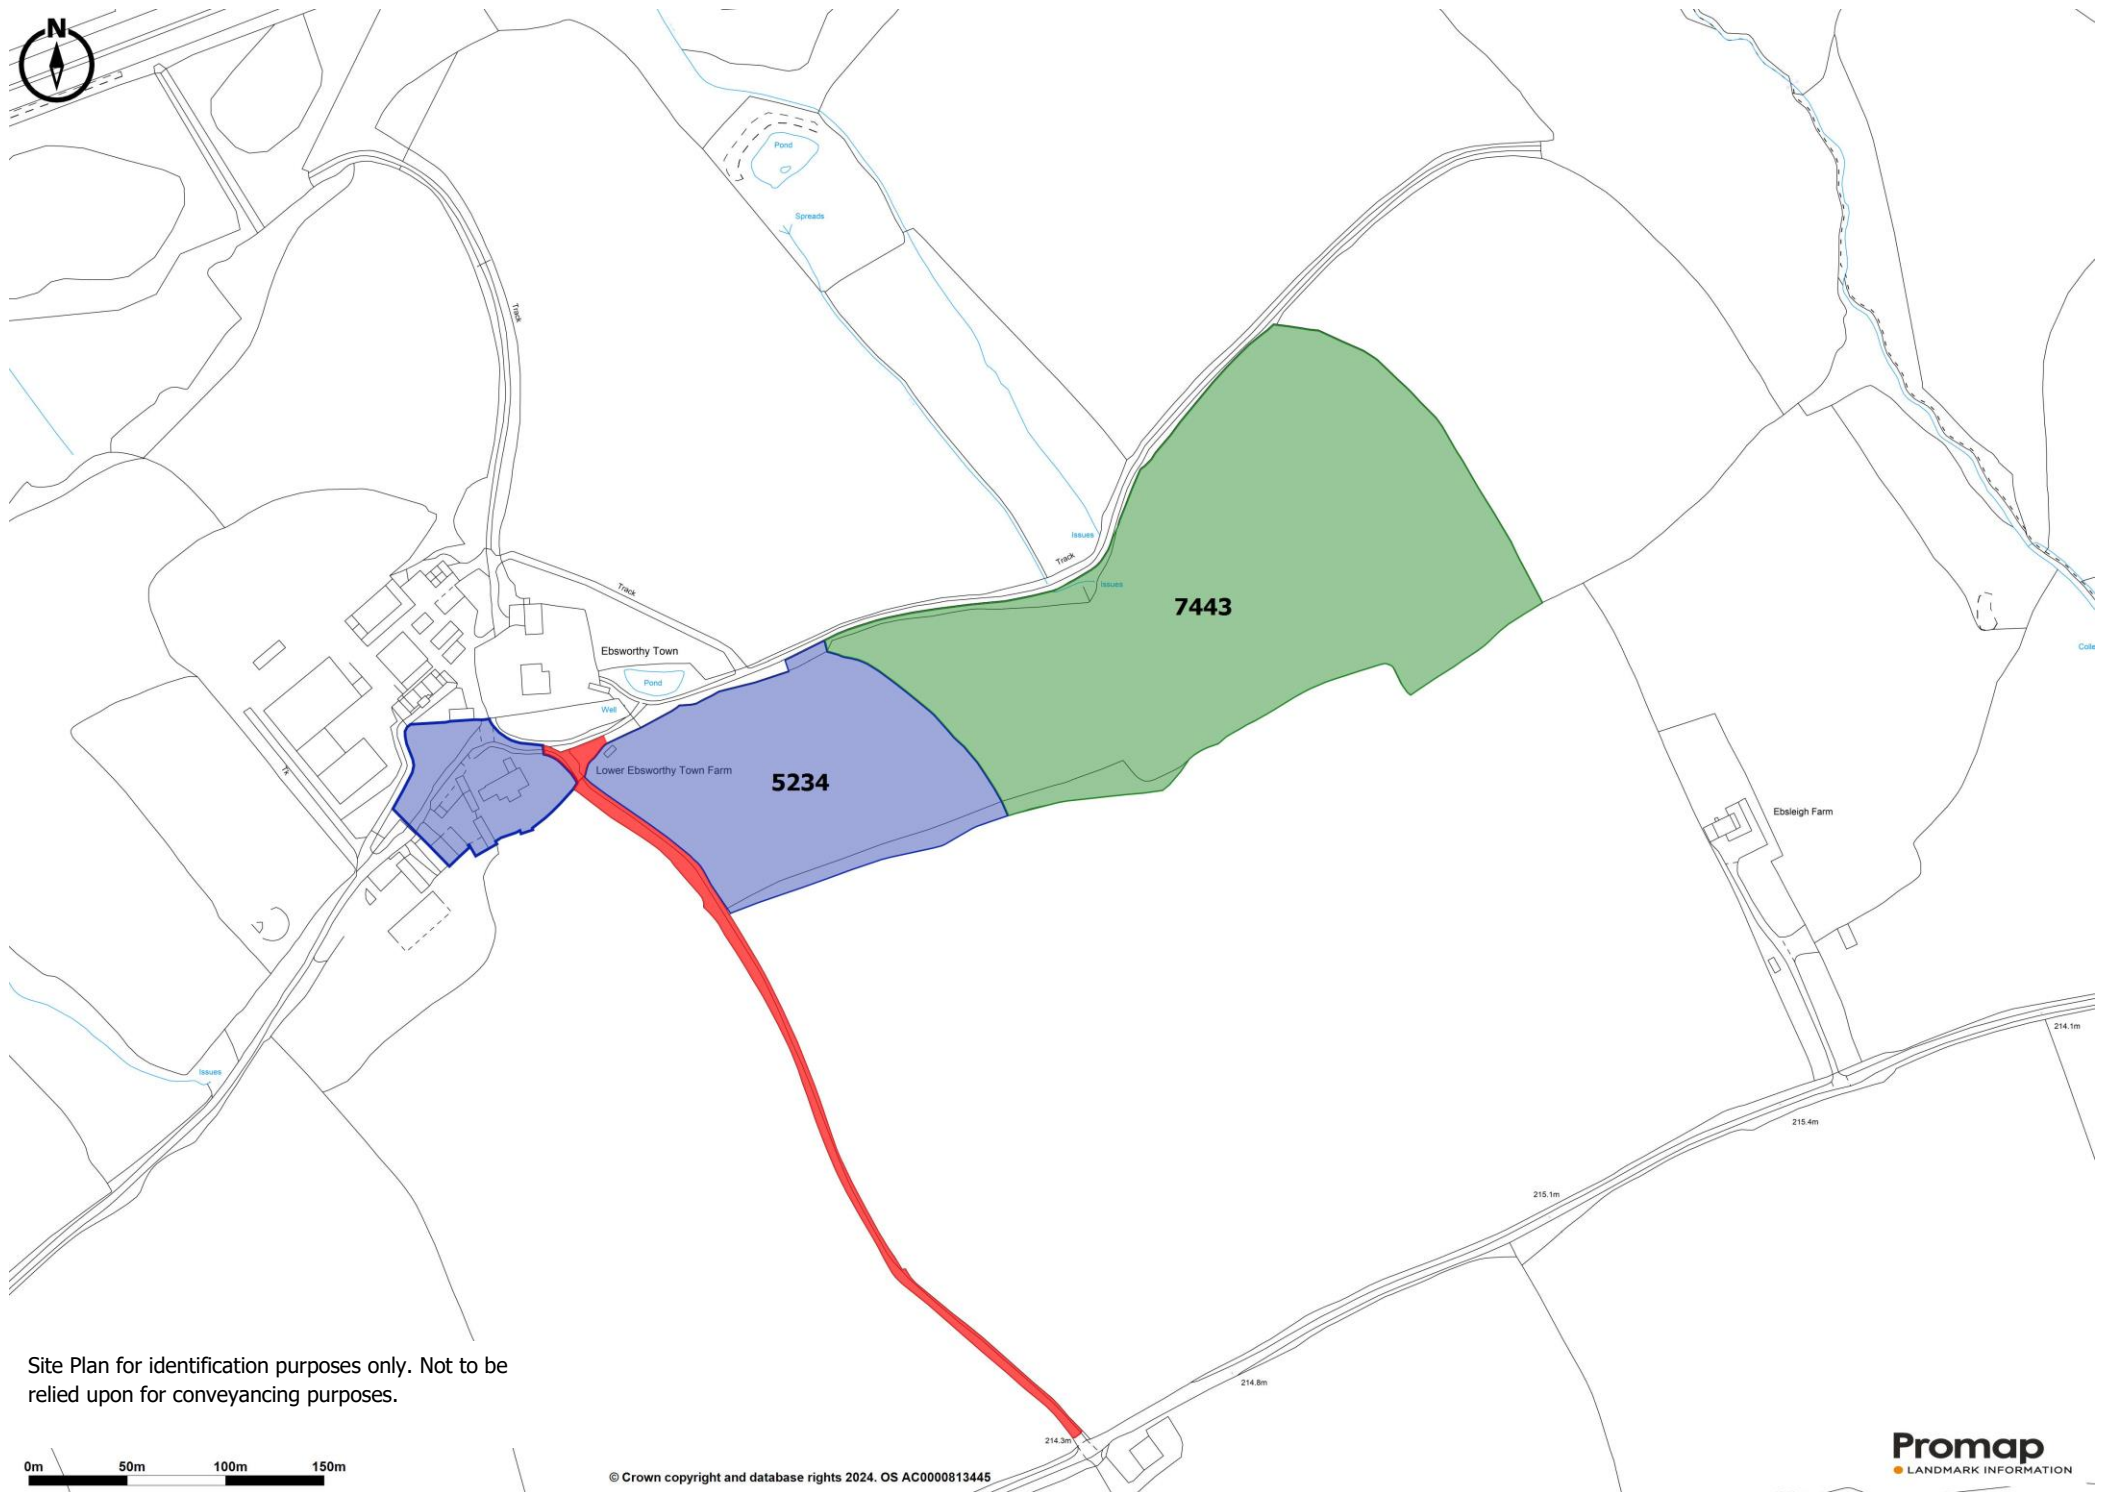 N
Pond
Spreads
Track
Issues
Track
Issues
Track
7443
Ebsworthy Town
Pond
Colle
Well
Tk
Lower Ebsworthy Town Farm
5234
Ebsleigh Farm
214.1m
Issues
215.4m
215.1m
214.8m
214.3m
Site Plan for identification purposes only. Not to be
relied upon for conveyancing purposes.
0m 50m 100m 150m
© Crown copyright and database rights 2024. OS AC0000813445
Promap
LANDMARK INFORMATION